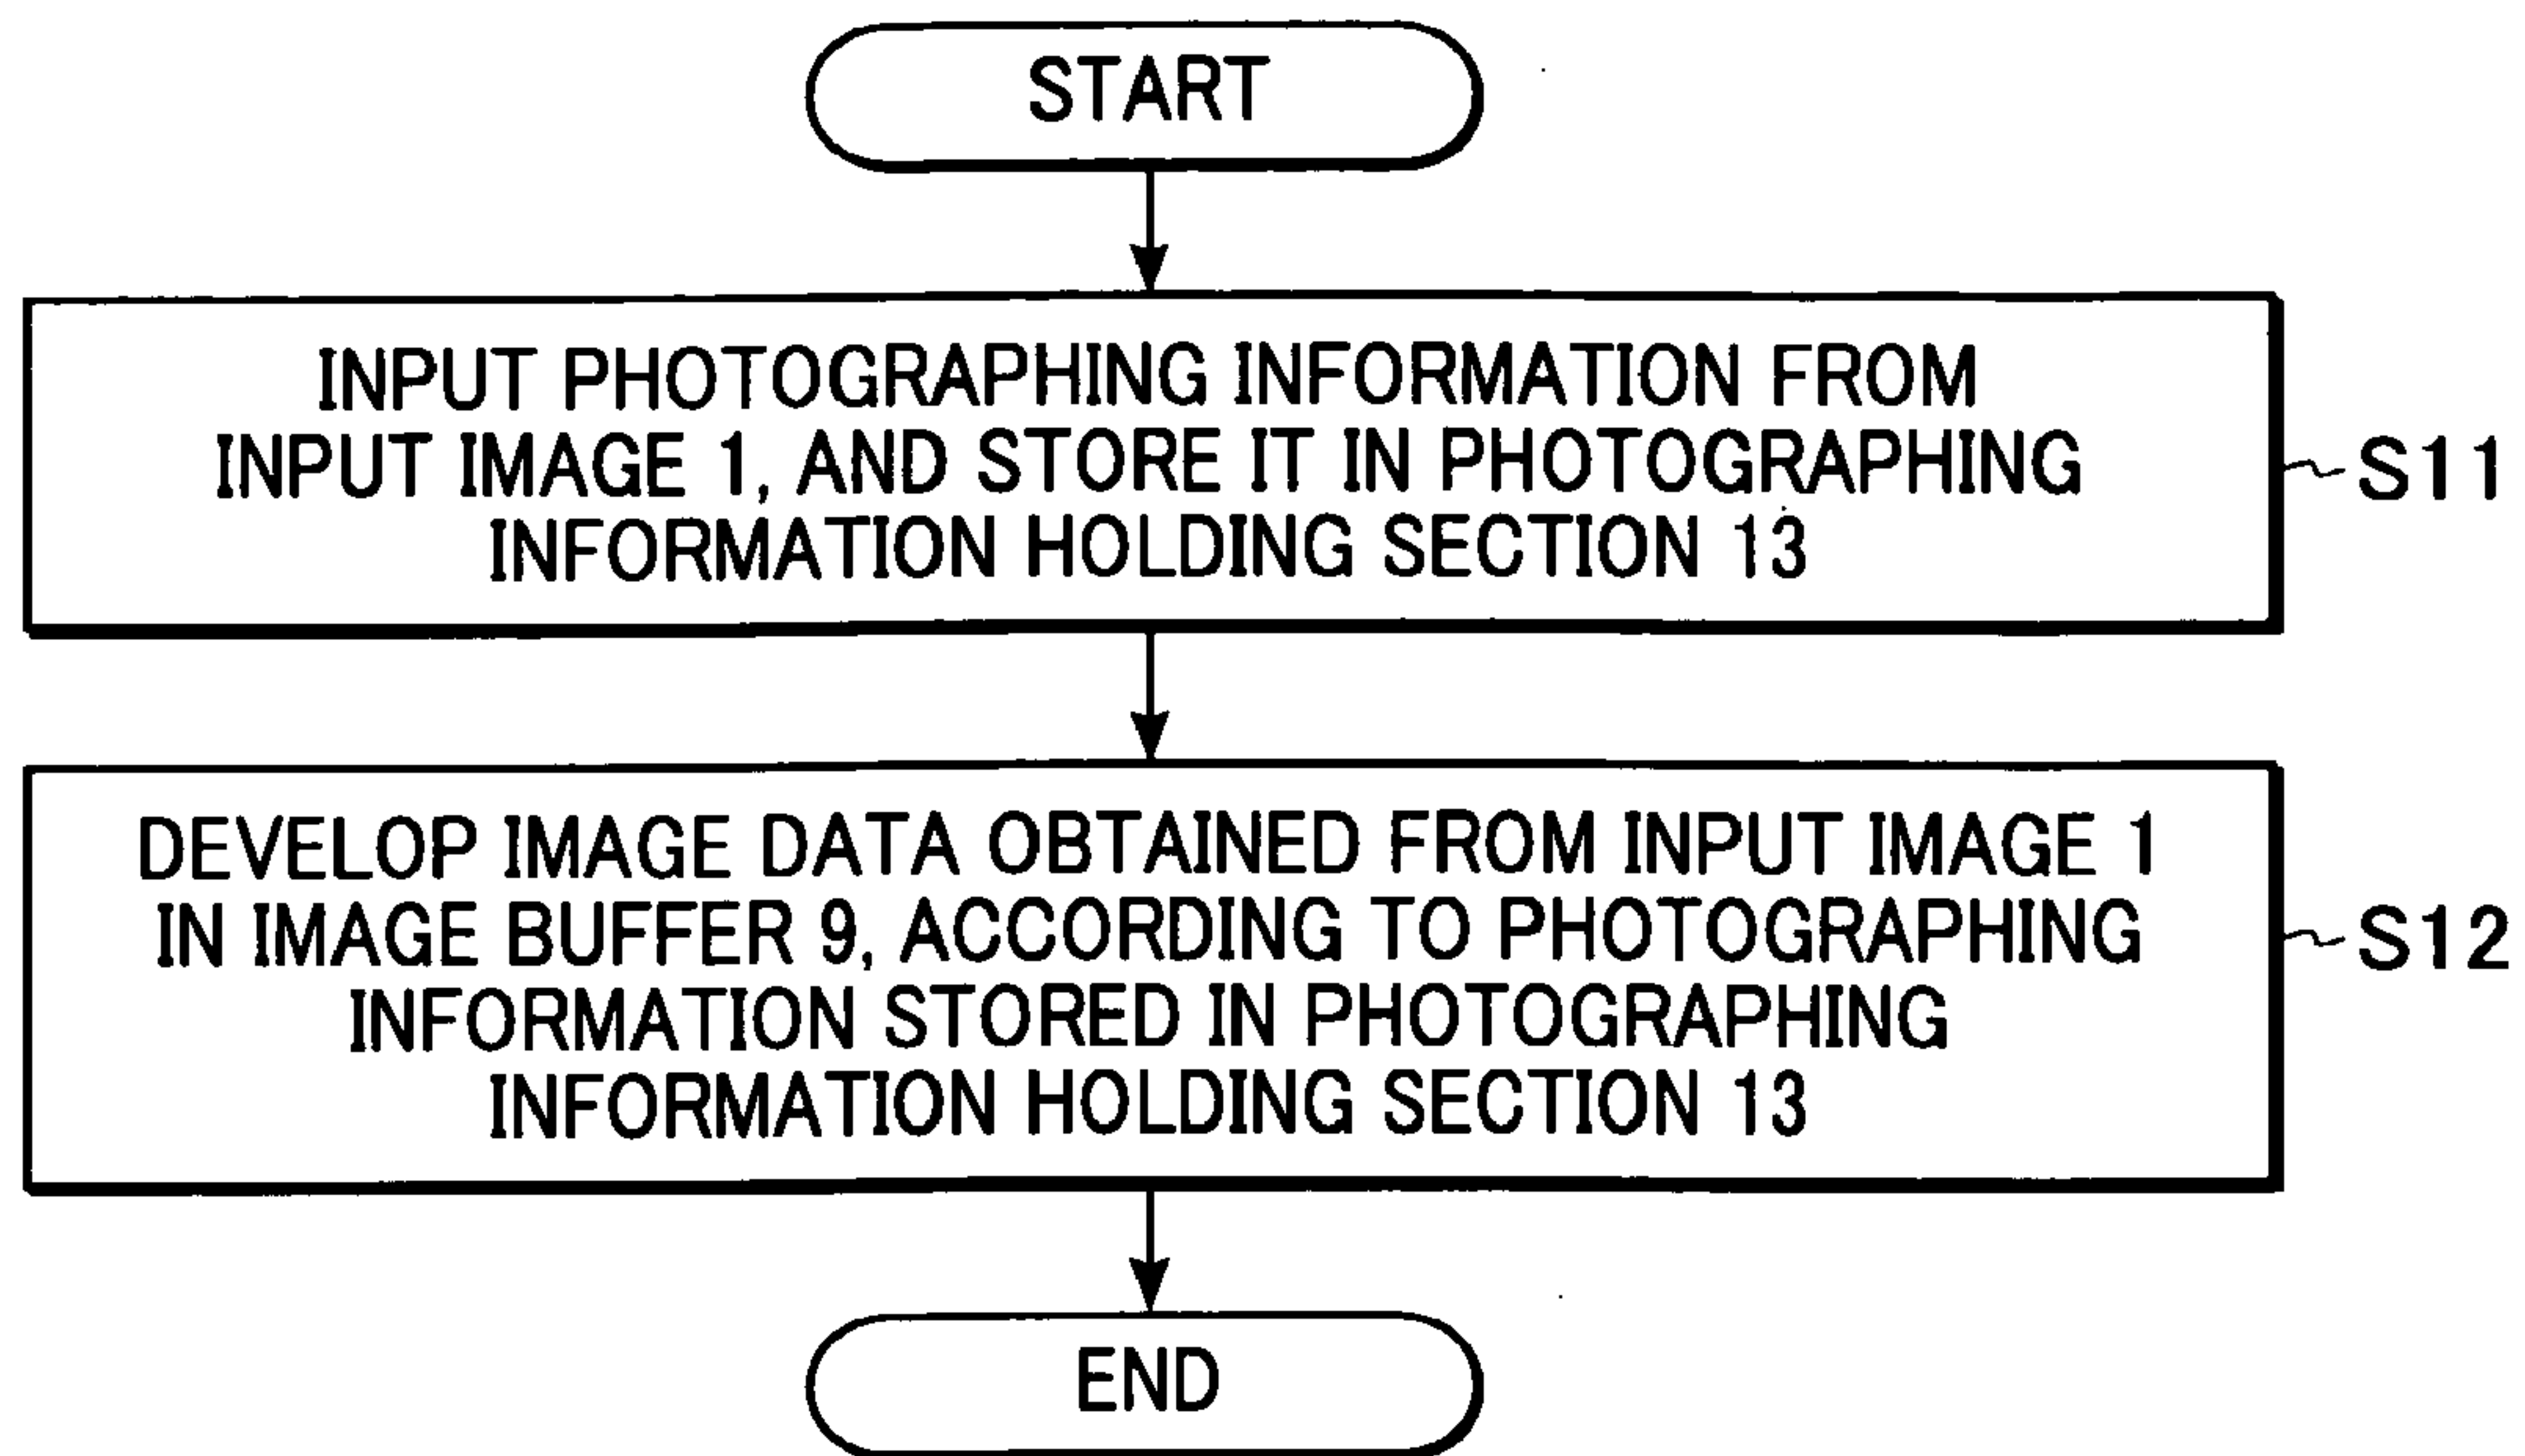 START
INPUT PHOTOGRAPHING INFORMATION FROM
INPUT IMAGE 1, AND STORE IT IN PHOTOGRAPHING
INFORMATION HOLDING SECTION 13
S11
DEVELOP IMAGE DATA OBTAINED FROM INPUT IMAGE 1
IN IMAGE BUFFER 9, ACCORDING TO PHOTOGRAPHING
INFORMATION STORED IN PHOTOGRAPHING
INFORMATION HOLDING SECTION 13
S12
END